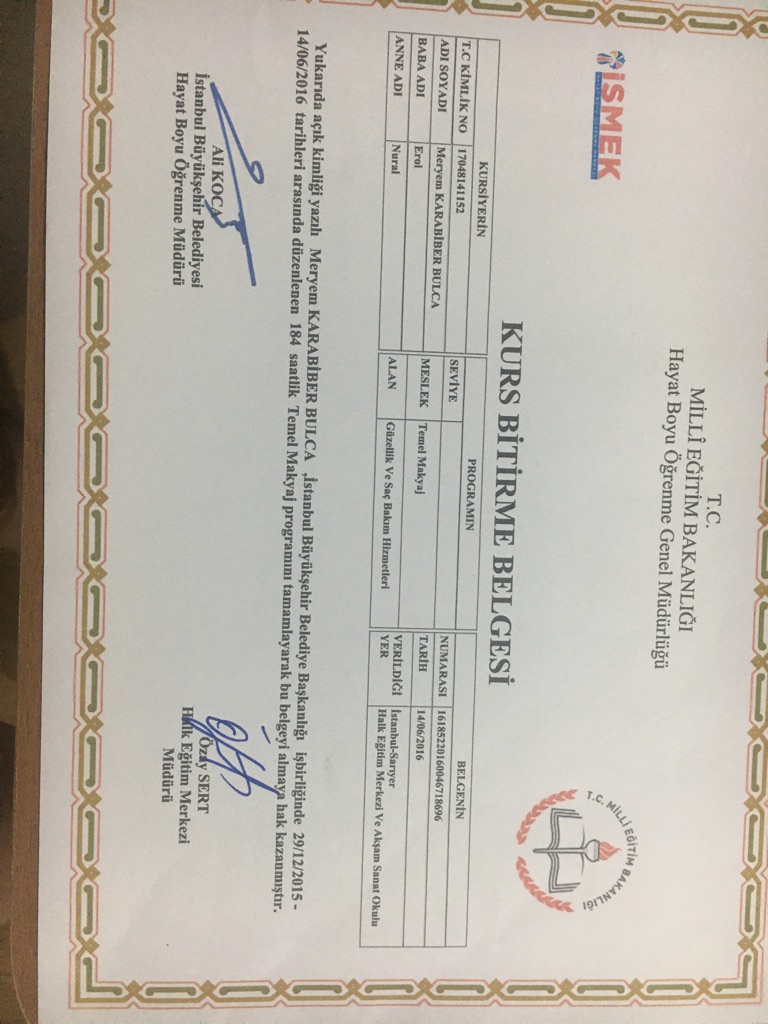 İSMEK
T.C.
MİLLÎ EĞİTİM BAKANLIĞI
Hayat Boyu Öğrenme Genel Müdürlüğü
T.C. MİLLİ EĞİTİM BAKANLIĞI
KURS BİTİRME BELGESİ
KURSİYERİN
T.C KİMLİK NO 17048141152
ADI SOYADI Meryem KARABİBER BULCA
BABA ADI Erol
ANNE ADI Nural
PROGRAMIN
SEVİYE
MESLEK Temel Makyaj
ALAN Güzellik Ve Saç Bakım Hizmetleri
BELGENİN
NUMARASI 16185220160046718696
TARİH 14/06/2016
VERİLDİĞİ YER İstanbul-Sarıyer
Halk Eğitim Merkezi Ve Akşam Sanat Okulu
Yukarıda açık kimliği yazılı Meryem KARABİBER BULCA ,İstanbul Büyükşehir Belediye Başkanlığı işbirliğinde 29/12/2015 -
14/06/2016 tarihleri arasında düzenlenen 184 saatlik Temel Makyaj programını tamamlayarak bu belgeyi almaya hak kazanmıştır.
Ali KOCA
İstanbul Büyükşehir Belediyesi
Hayat Boyu Öğrenme Müdürü
Özay SERT
Halk Eğitim Merkezi
Müdürü